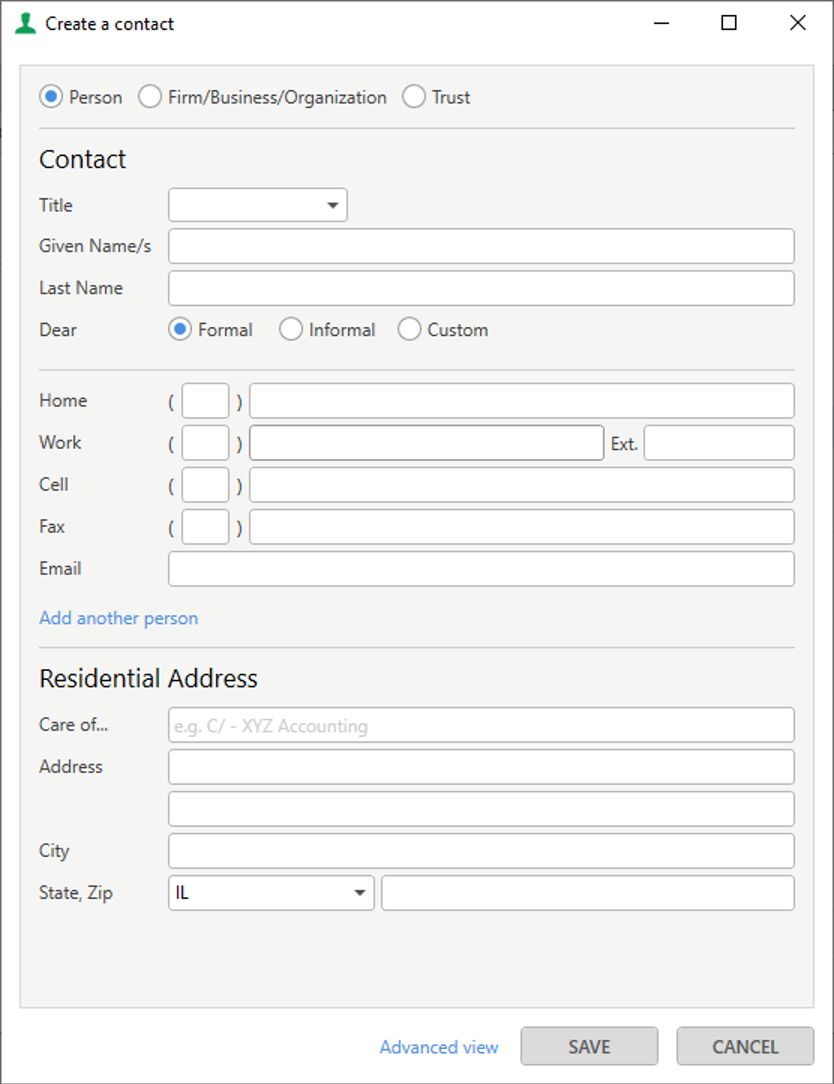 Create a contact
Person Firm/Business/Organization Trust
Contact
Title
Given Name/s
Last Name
Dear Formal Informal Custom
Home ( )
Work ( ) Ext.
Cell ( )
Fax ( )
Email
Add another person
Residential Address
Care of... e.g. C/ - XYZ Accounting
Address
City
State, Zip IL
Advanced view SAVE CANCEL